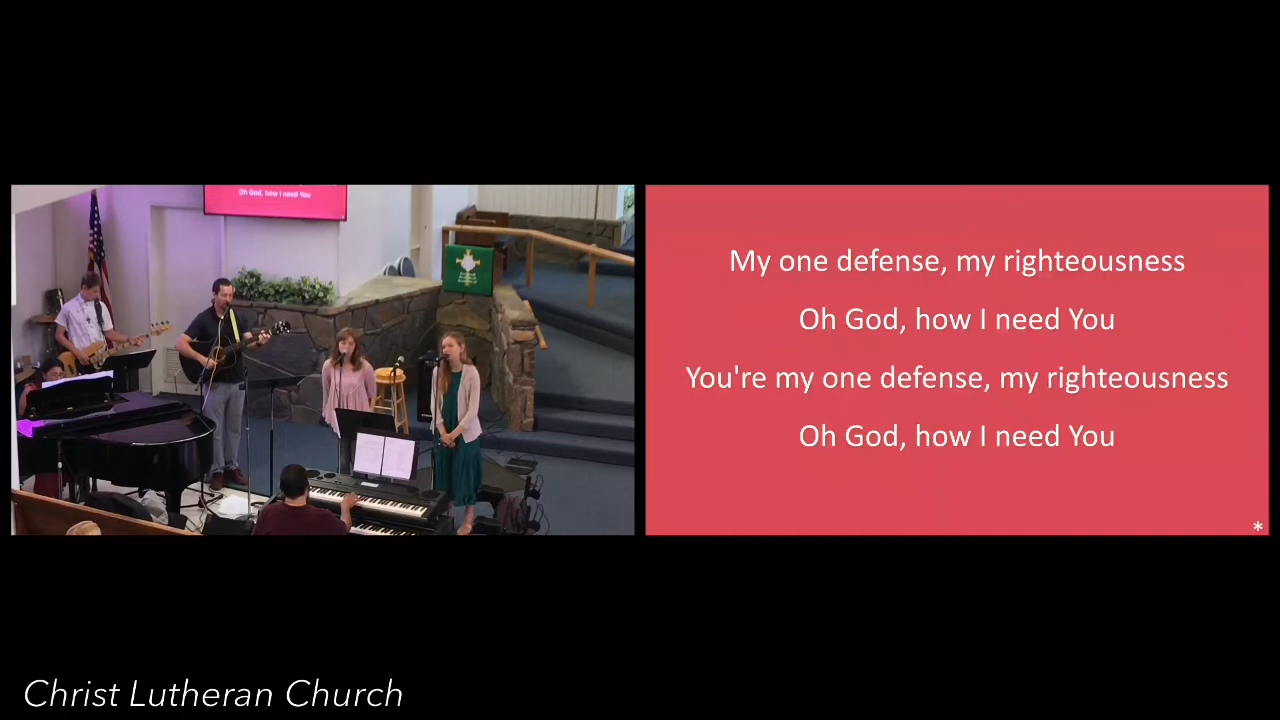 Oh God, how I need You
My one defense, my righteousness
Oh God, how I need You
You're my one defense, my righteousness
Oh God, how I need You
*
Christ Lutheran Church